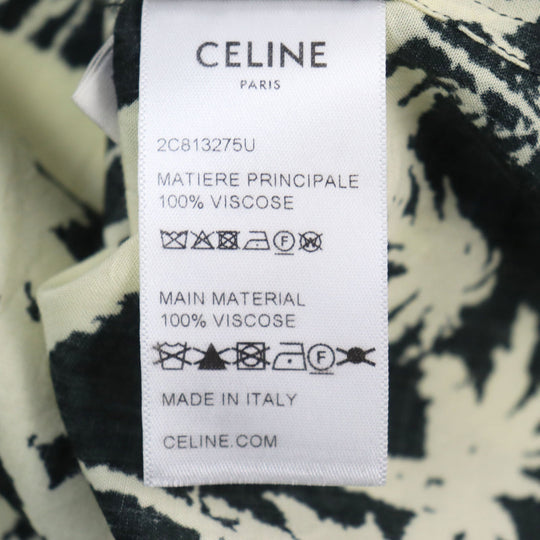 CELINE
PARIS
2C813275U
MATIERE PRINCIPALE
100% VISCOSE
F W
MAIN MATERIAL
100% VISCOSE
F
MADE IN ITALY
CELINE.COM